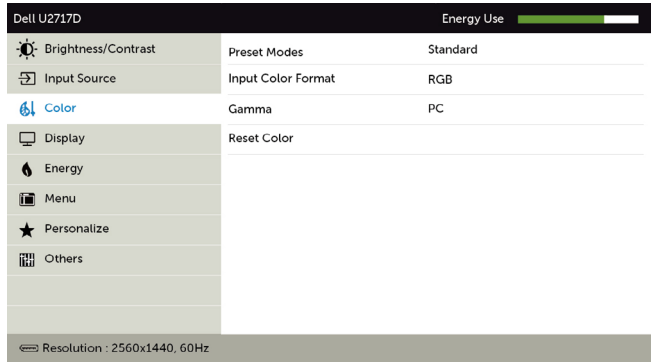 Dell U2717D Energy Use
Brightness/Contrast
Input Source
Color
Display
Energy
Menu
Personalize
Others
Preset Modes Standard
Input Color Format RGB
Gamma PC
Reset Color
Resolution : 2560x1440, 60Hz